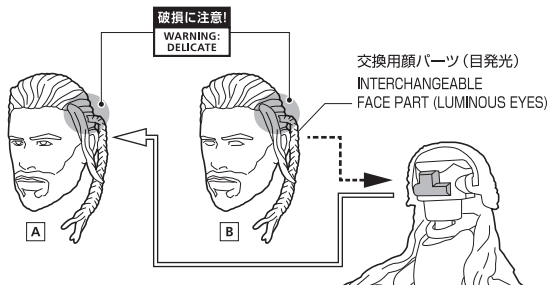 破損に注意!
WARNING:
DELICATE
交換用顔パーツ(目発光)
INTERCHANGEABLE
FACE PART (LUMINOUS EYES)
A
B